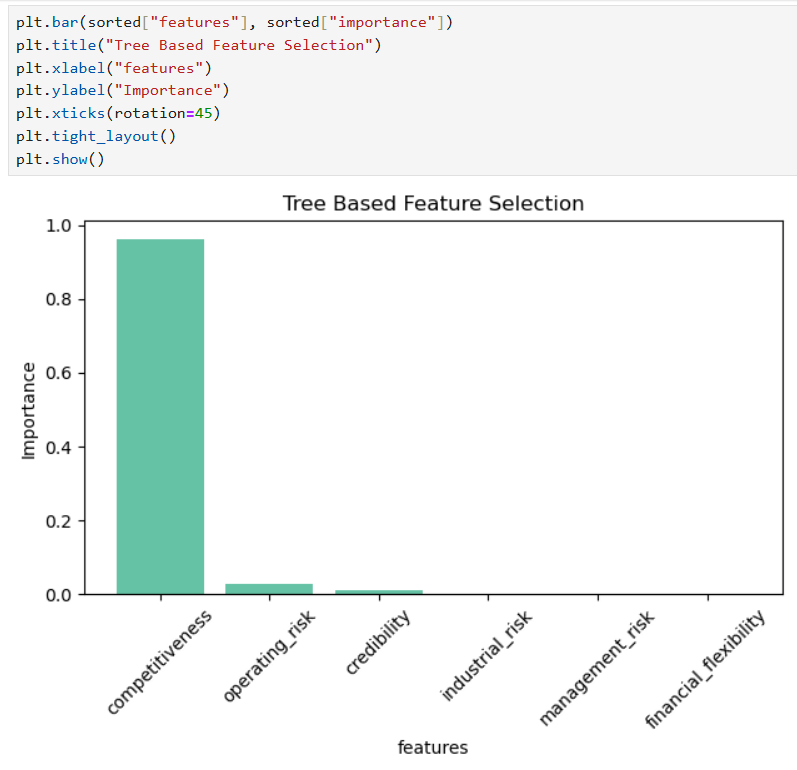 plt.bar(sorted["features"], sorted["importance"])
plt.title("Tree Based Feature Selection")
plt.xlabel("features")
plt.ylabel("Importance")
plt.xticks(rotation=45)
plt.tight_layout()
plt.show()
Tree Based Feature Selection
1.0
0.8
0.6
0.4
0.2
0.0
Importance
competitiveness
operating_risk
credibility
industrial_risk
management_risk
financial_flexibility
features